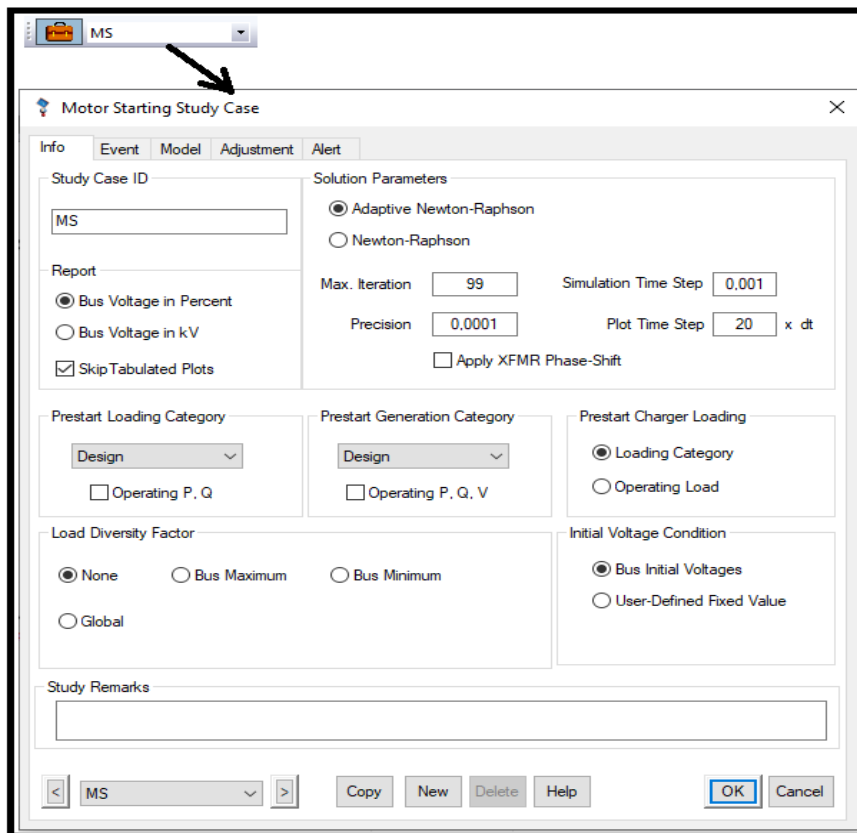 MS
Motor Starting Study Case
Info Event Model Adjustment Alert
Study Case ID
MS
Report
Bus Voltage in Percent
Bus Voltage in kV
Skip Tabulated Plots
Solution Parameters
Adaptive Newton-Raphson
Newton-Raphson
Max. Iteration 99 Simulation Time Step 0,001
Precision 0,0001 Plot Time Step 20 x dt
Apply XFMR Phase-Shift
Prestart Loading Category
Design
Operating P, Q
Prestart Generation Category
Design
Operating P, Q, V
Prestart Charger Loading
Loading Category
Operating Load
Load Diversity Factor
None Bus Maximum Bus Minimum
Global
Initial Voltage Condition
Bus Initial Voltages
User-Defined Fixed Value
Study Remarks
< MS > Copy New Delete Help OK Cancel